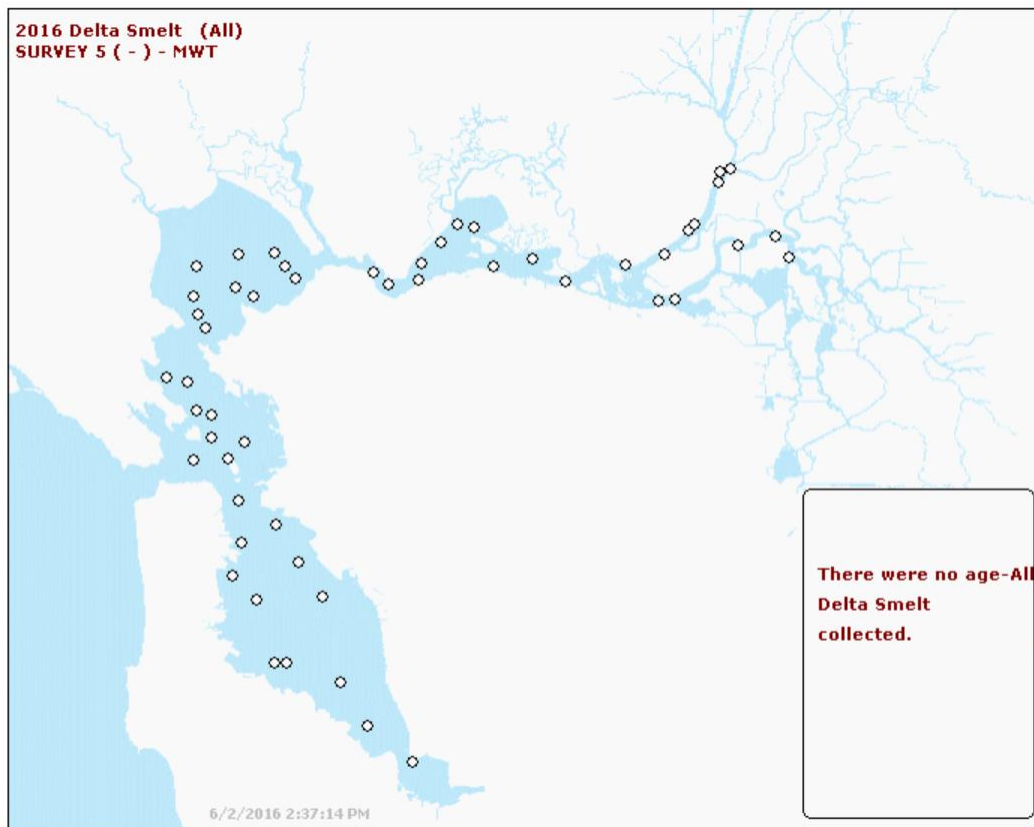 2016 Delta Smelt (All)
SURVEY 5 ( - ) - MWT
There were no age-All
Delta Smelt
collected.
6/2/2016 2:37:14 PM